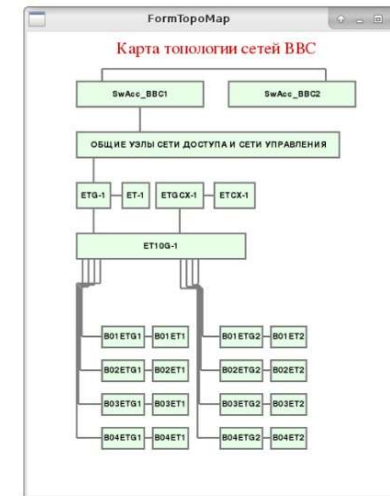 FormTopoMap
Карта топологии сетей ВВС
SwAcc_BBC1 SwAcc_BBC2
ОБЩИЕ УЗЛЫ СЕТИ ДОСТУПА И СЕТИ УПРАВЛЕНИЯ
ETG-1 ET-1 ETGCX-1 ETCX-1
ET10G-1
B01ETG1 B01ET1 B01ETG2 B01ET2
B02ETG1 B02ET1 B02ETG2 B02ET2
B03ETG1 B03ET1 B03ETG2 B03ET2
B04ETG1 B04ET1 B04ETG2 B04ET2